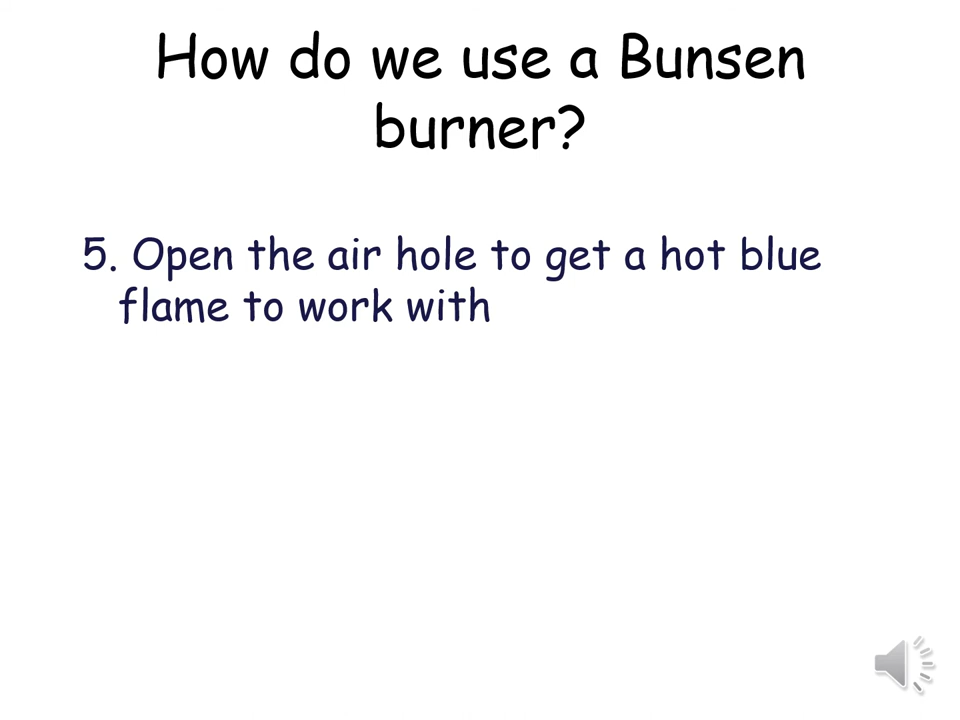 How do we use a Bunsen
burner?
5. Open the air hole to get a hot blue
flame to work with